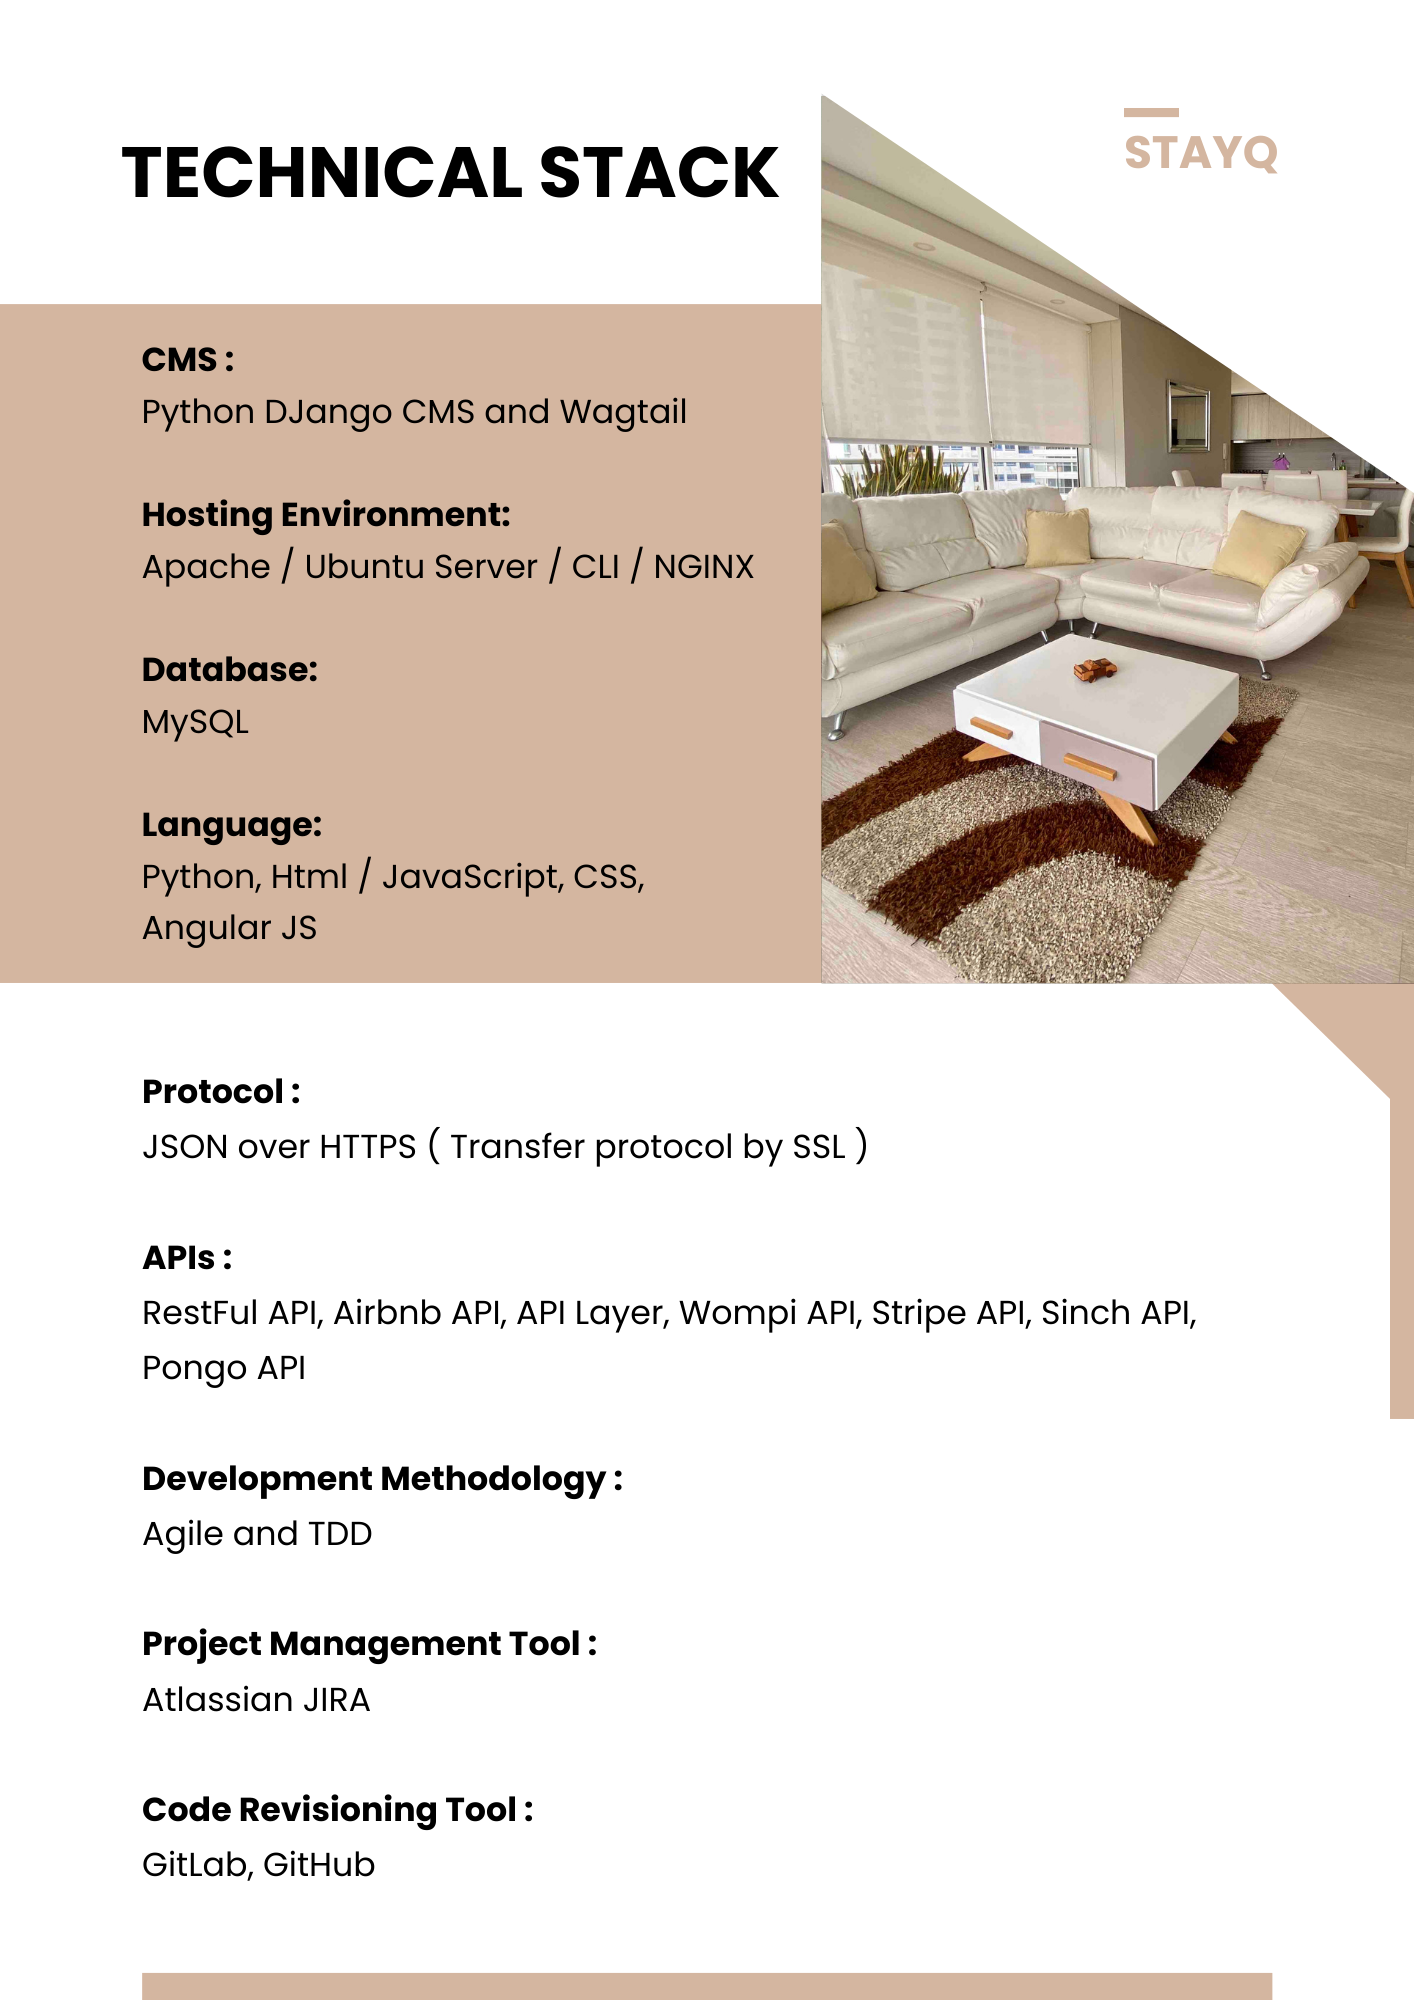 TECHNICAL STACK
STAYQ
CMS :
Python DJango CMS and Wagtail
Hosting Environment:
Apache / Ubuntu Server / CLI / NGINX
Database:
MySQL
Language:
Python, Html / JavaScript, CSS,
Angular JS
Protocol :
JSON over HTTPS ( Transfer protocol by SSL )
APIs :
RestFul API, Airbnb API, API Layer, Wompi API, Stripe API, Sinch API,
Pongo API
Development Methodology :
Agile and TDD
Project Management Tool :
Atlassian JIRA
Code Revisioning Tool :
GitLab, GitHub